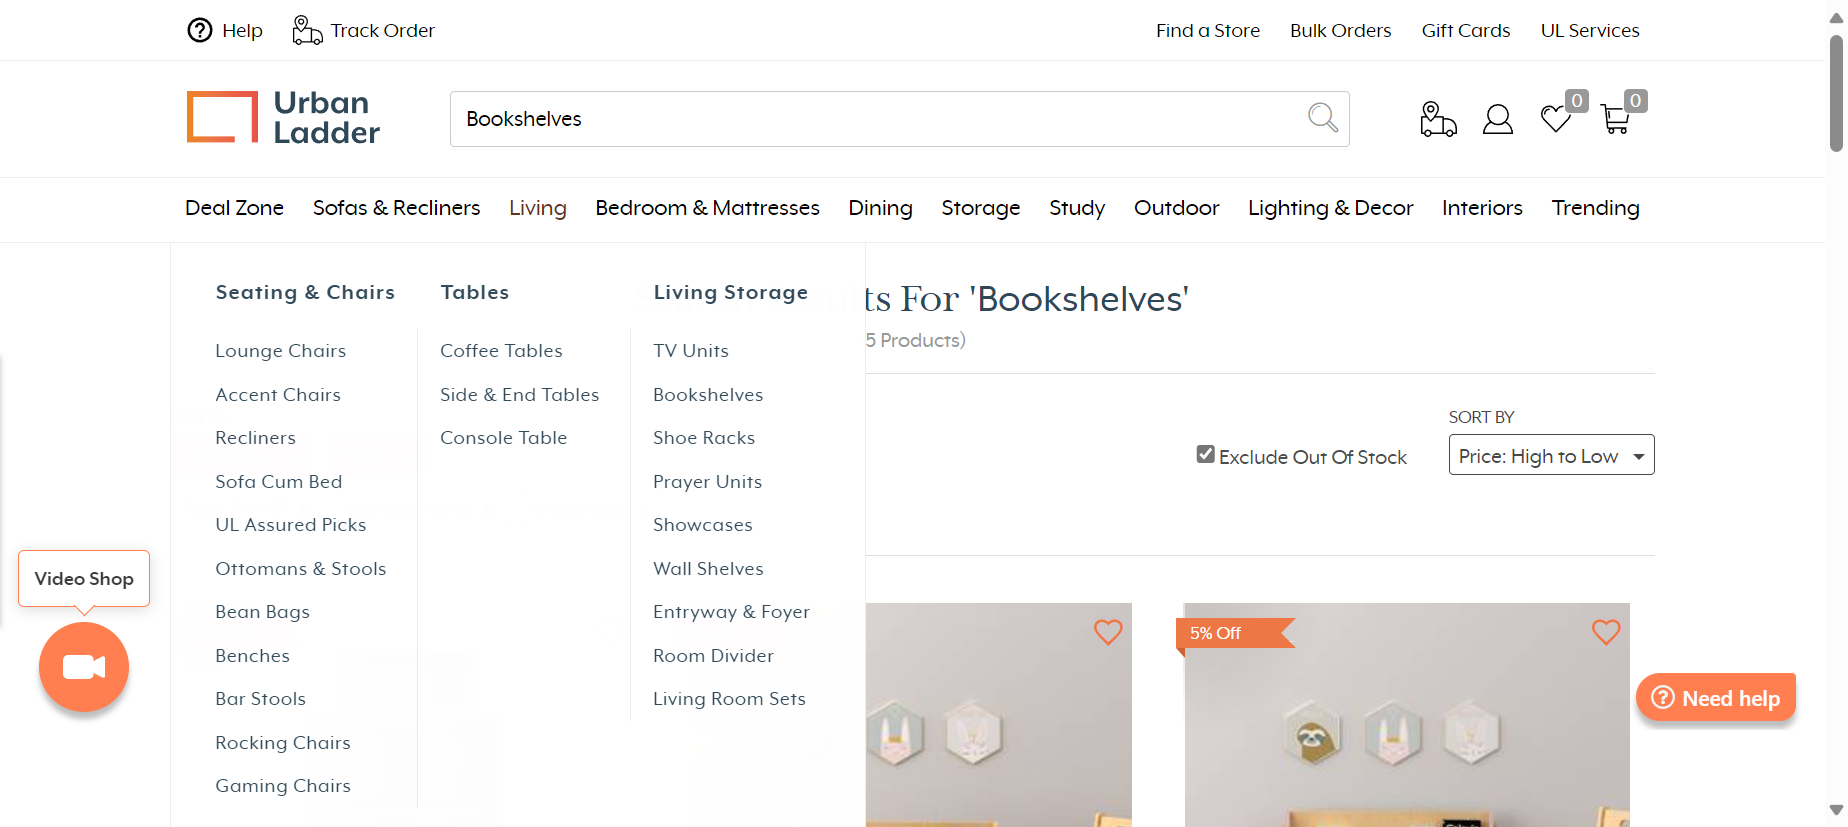 Help
Track Order
Find a Store
Bulk Orders
Gift Cards
UL Services
Urban
Ladder
Bookshelves
0
0
Deal Zone
Sofas & Recliners
Living
Bedroom & Mattresses
Dining
Storage
Study
Outdoor
Lighting & Decor
Interiors
Trending
Seating & Chairs
Lounge Chairs
Accent Chairs
Recliners
Sofa Cum Bed
UL Assured Picks
Ottomans & Stools
Bean Bags
Benches
Bar Stools
Rocking Chairs
Gaming Chairs
Tables
Coffee Tables
Side & End Tables
Console Table
Living Storage
TV Units
Bookshelves
Shoe Racks
Prayer Units
Showcases
Wall Shelves
Entryway & Foyer
Room Divider
Living Room Sets
ts For 'Bookshelves'
5 Products)
Exclude Out Of Stock
SORT BY
Price: High to Low
5% Off
Video Shop
Need help